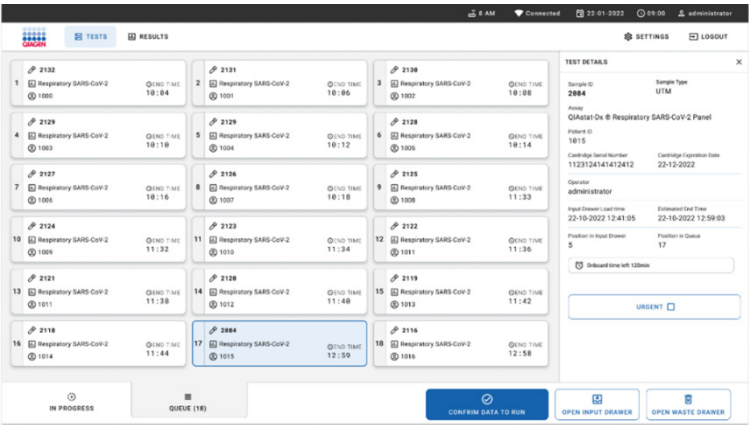 8 AM Connected 22-01-2022 09:00 administrator
QIAGEN TESTS RESULTS SETTINGS LOGOUT
1 2132
Respiratory SARS-CoV-2 END TIME
1000 10:04
2 2131
Respiratory SARS-CoV-2 END TIME
1001 10:06
3 2130
Respiratory SARS-CoV-2 END TIME
1002 10:08
4 2129
Respiratory SARS-CoV-2 END TIME
1003 10:10
5 2129
Respiratory SARS-CoV-2 END TIME
1004 10:12
6 2128
Respiratory SARS-CoV-2 END TIME
1005 10:14
7 2127
Respiratory SARS-CoV-2 END TIME
1006 10:16
8 2126
Respiratory SARS-CoV-2 END TIME
1007 10:18
9 2125
Respiratory SARS-CoV-2 END TIME
1008 11:33
10 2124
Respiratory SARS-CoV-2 END TIME
1009 11:32
11 2123
Respiratory SARS-CoV-2 END TIME
1010 11:34
12 2122
Respiratory SARS-CoV-2 END TIME
1011 11:36
13 2121
Respiratory SARS-CoV-2 END TIME
1011 11:38
14 2120
Respiratory SARS-CoV-2 END TIME
1012 11:40
15 2119
Respiratory SARS-CoV-2 END TIME
1013 11:42
16 2118
Respiratory SARS-CoV-2 END TIME
1014 11:44
17 2084
Respiratory SARS-CoV-2 END TIME
1015 12:59
18 2116
Respiratory SARS-CoV-2 END TIME
1016 12:58
TEST DETAILS
Sample ID Sample Type
2084 UTM
Assay
QIAstat-Dx ® Respiratory SARS-CoV-2 Panel
Patient ID
1015
Cartridge Serial Number Cartridge Expiration Date
1123124141412412 22-12-2022
Operator
administrator
Input Drawer Load time Estimated End Time
22-10-2022 12:41:05 22-10-2022 12:59:03
Position in Input Drawer Position in Queue
5 17
Onboard time left 120min
URGENT
IN PROGRESS QUEUE (18) CONFRIM DATA TO RUN OPEN INPUT DRAWER OPEN WASTE DRAWER